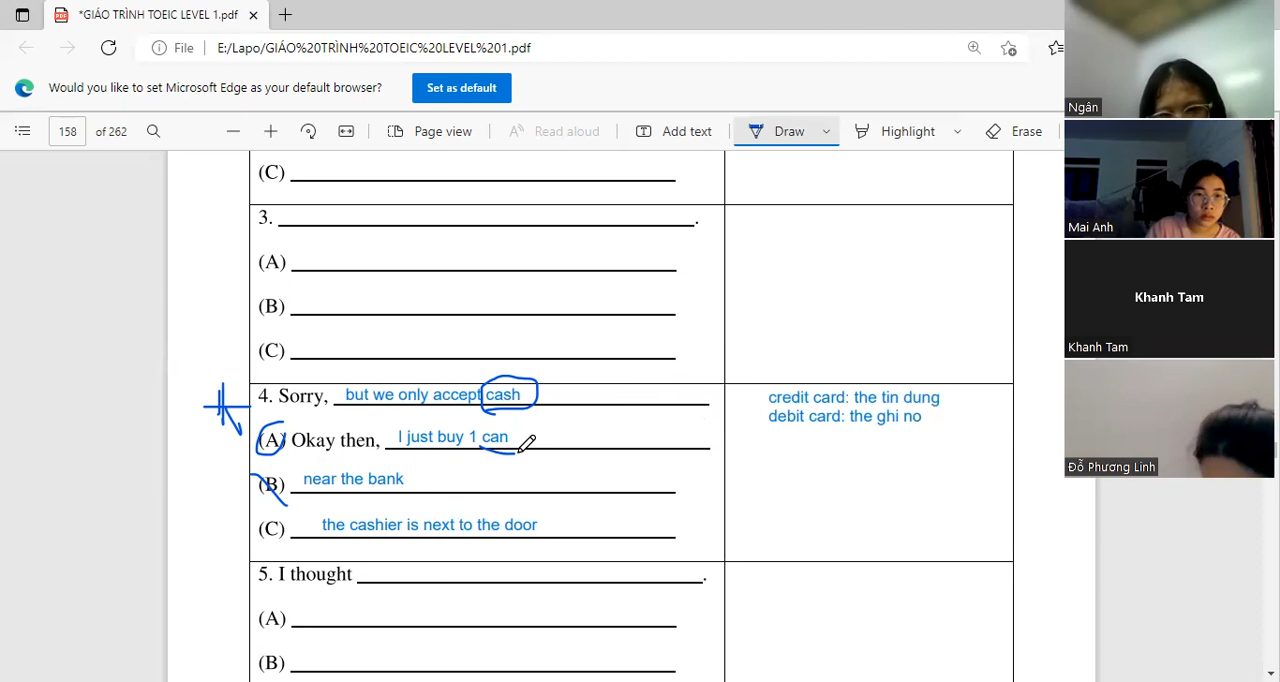 *GIÁO TRÌNH TOEIC LEVEL 1.pdf
File E:/Lapo/GIÁO%20TRÌNH%20TOEIC%20LEVEL%201.pdf
Would you like to set Microsoft Edge as your default browser? Set as default
158 of 262 Page view Read aloud Add text Draw Highlight Erase
(C)
3. .
(A)
(B)
(C)
4. Sorry, but we only accept cash
(A) Okay then, I just buy 1 can
(B) near the bank
(C) the cashier is next to the door
credit card: the tin dung
debit card: the ghi no
5. I thought .
(A)
(B)
Ngân
Mai Anh
Khanh Tam
Khanh Tam
Đỗ Phương Linh